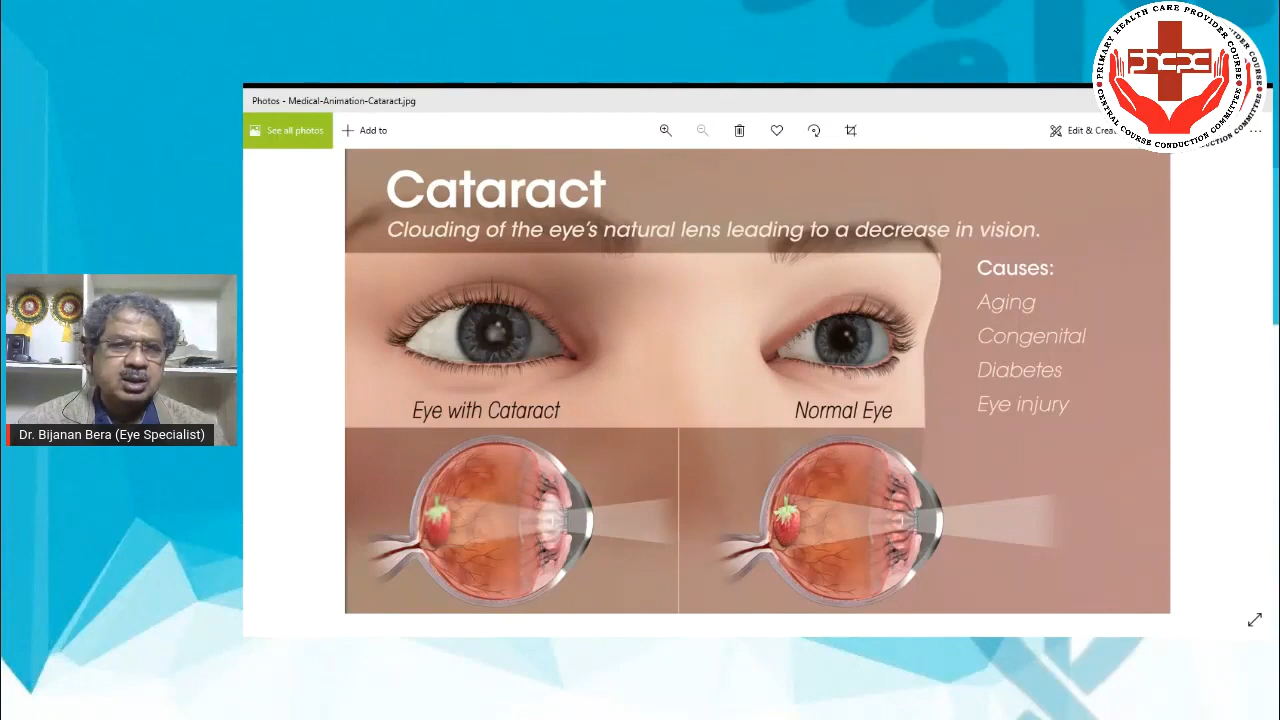 PRIMARY HEALTH CARE PROVIDER COURSE
CENTRAL COURSE CONDUCTION COMMITTEE
Photos - Medical-Animation-Cataract.jpg
See all photos
Add to
Cataract
Clouding of the eye's natural lens leading to a decrease in vision.
Causes:
Aging
Congenital
Diabetes
Eye injury
Eye with Cataract
Normal Eye
Dr. Bijanan Bera (Eye Specialist)